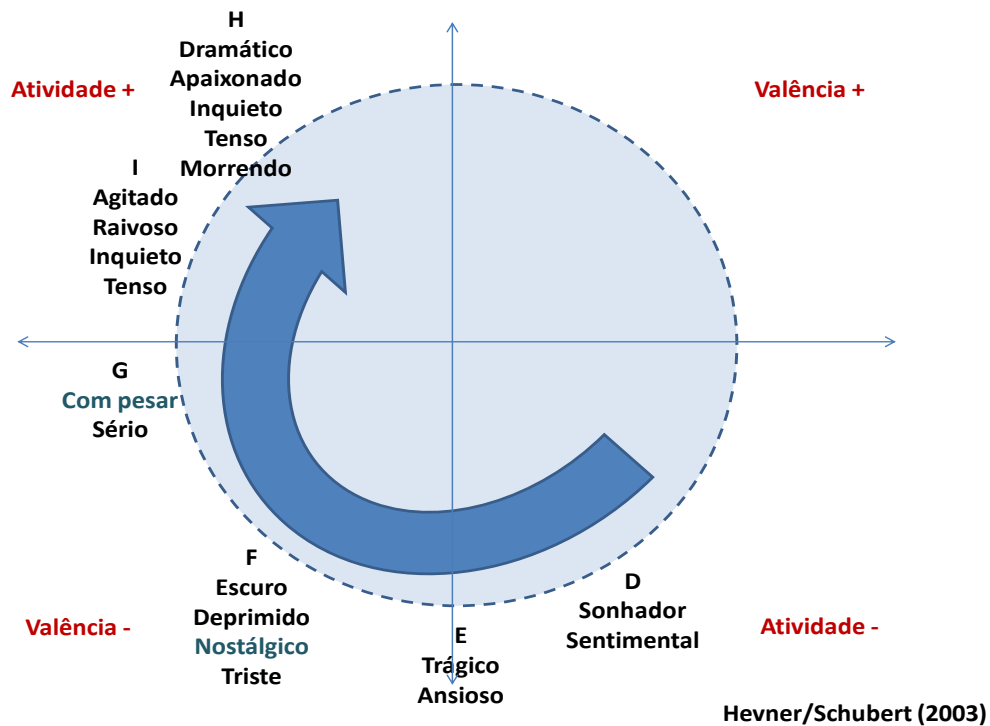 H
Dramático
Apaixonado
Inquieto
Tenso
Morrendo
Atividade +
Valência +
I
Agitado
Raivoso
Inquieto
Tenso
G
Com pesar
Sério
F
Escuro
Deprimido
Nostálgico
Triste
Valência -
E
Trágico
Ansioso
D
Sonhador
Sentimental
Atividade -
Hevner/Schubert (2003)